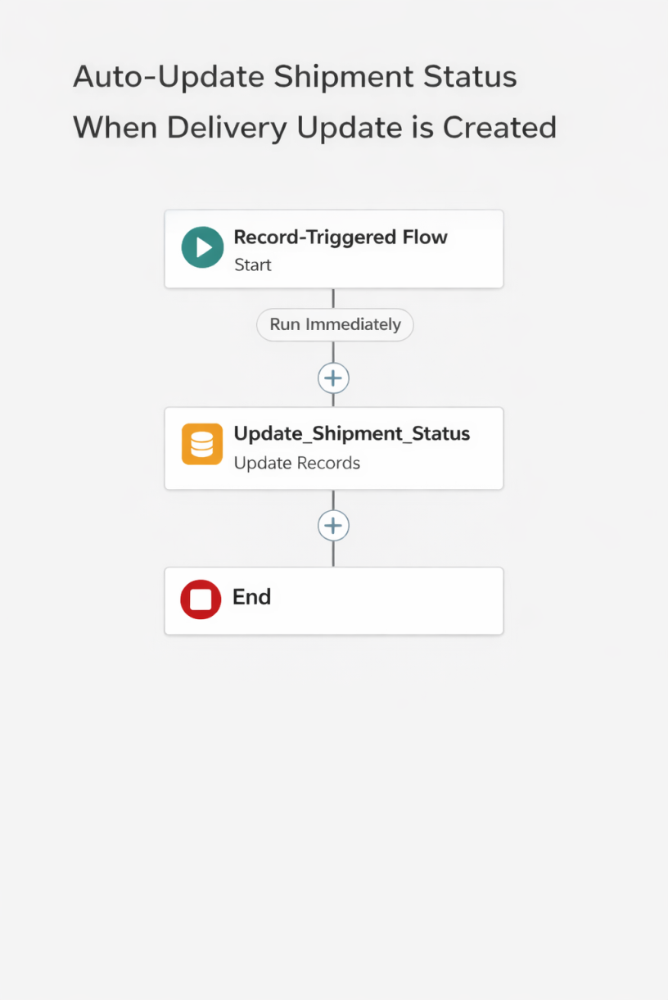 Auto-Update Shipment Status
When Delivery Update is Created
Record-Triggered Flow
Start
Run Immediately
Update_Shipment_Status
Update Records
End